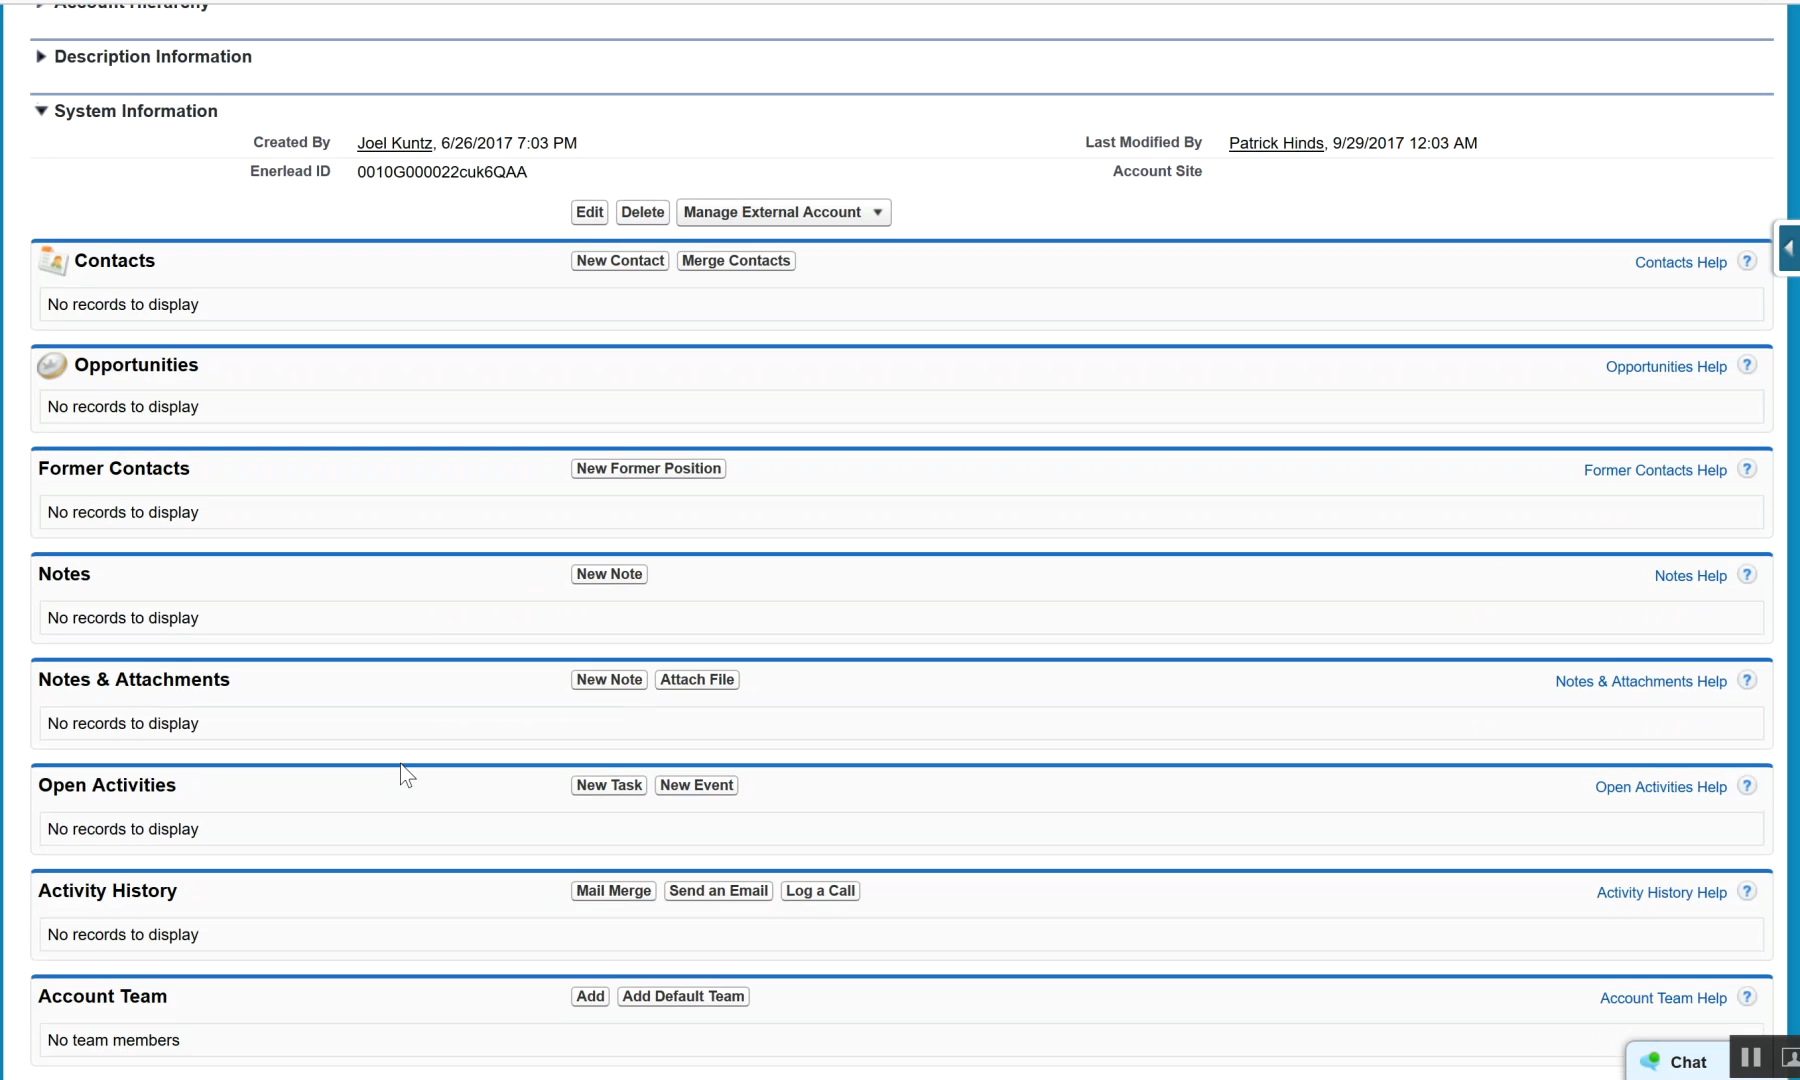 Account Hierarchy
Description Information
System Information
Created By Joel Kuntz, 6/26/2017 7:03 PM Last Modified By Patrick Hinds, 9/29/2017 12:03 AM
Enerlead ID 0010G000022cuk6QAA Account Site
Edit Delete Manage External Account
Contacts New Contact Merge Contacts Contacts Help ?
No records to display
Opportunities Opportunities Help ?
No records to display
Former Contacts New Former Position Former Contacts Help ?
No records to display
Notes New Note Notes Help ?
No records to display
Notes & Attachments New Note Attach File Notes & Attachments Help ?
No records to display
Open Activities New Task New Event Open Activities Help ?
No records to display
Activity History Mail Merge Send an Email Log a Call Activity History Help ?
No records to display
Account Team Add Add Default Team Account Team Help ?
No team members
Chat